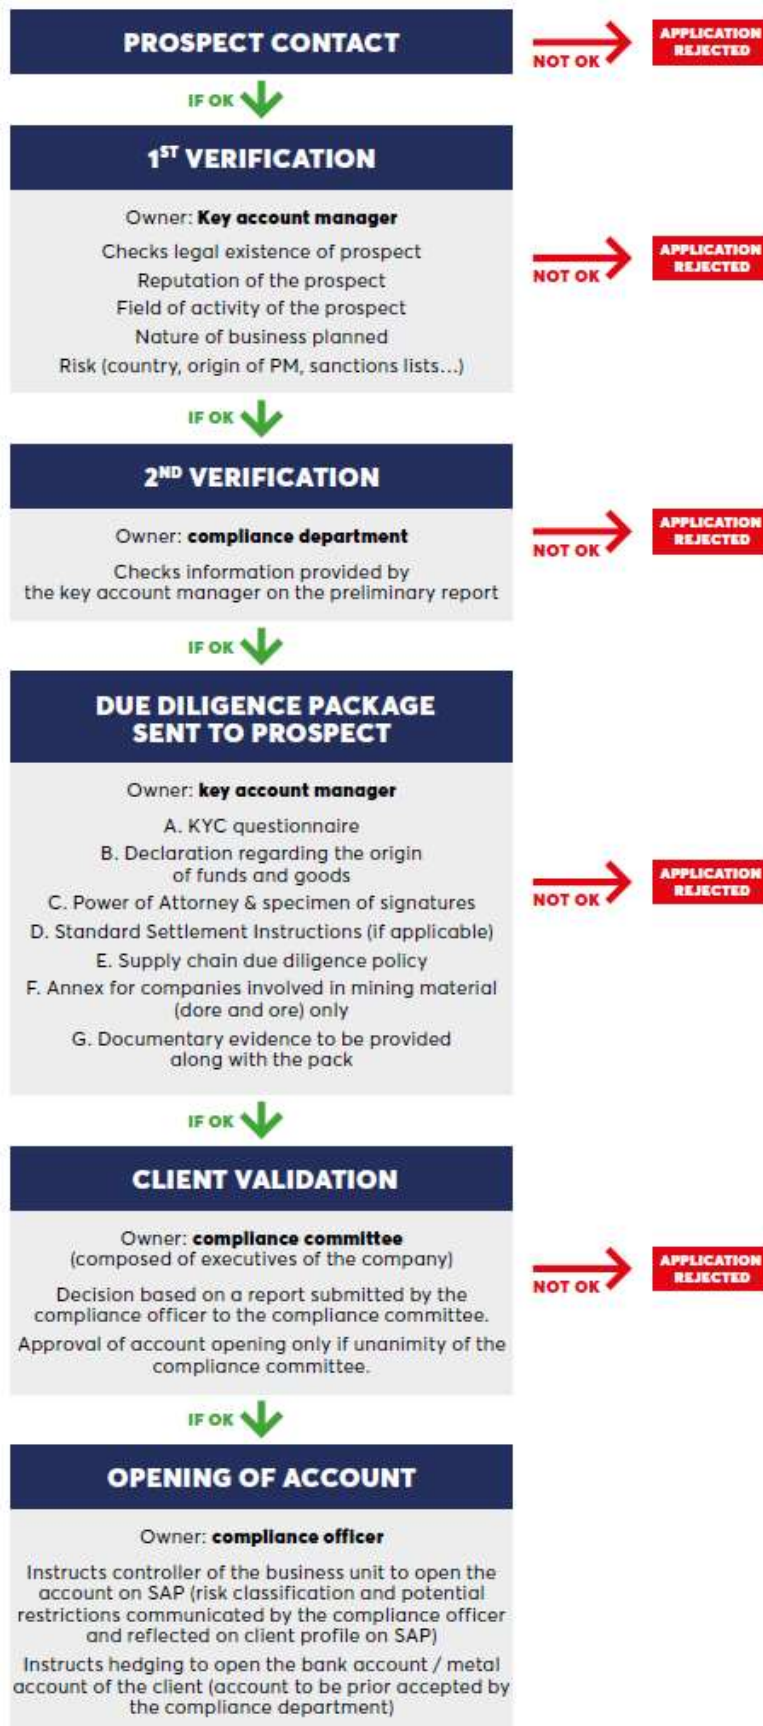 PROSPECT CONTACT
NOT OK
APPLICATION
REJECTED
IF OK
1ST VERIFICATION
Owner: Key account manager
Checks legal existence of prospect
Reputation of the prospect
Field of activity of the prospect
Nature of business planned
Risk (country, origin of PM, sanctions lists...)
NOT OK
APPLICATION
REJECTED
IF OK
2ND VERIFICATION
Owner: compliance department
Checks information provided by
the key account manager on the preliminary report
NOT OK
APPLICATION
REJECTED
IF OK
DUE DILIGENCE PACKAGE
SENT TO PROSPECT
Owner: key account manager
A. KYC questionnaire
B. Declaration regarding the origin
of funds and goods
C. Power of Attorney & specimen of signatures
D. Standard Settlement Instructions (if applicable)
E. Supply chain due diligence policy
F. Annex for companies involved in mining material
(dore and ore) only
G. Documentary evidence to be provided
along with the pack
NOT OK
APPLICATION
REJECTED
IF OK
CLIENT VALIDATION
Owner: compliance committee
(composed of executives of the company)
Decision based on a report submitted by the
compliance officer to the compliance committee.
Approval of account opening only if unanimity of the
compliance committee.
NOT OK
APPLICATION
REJECTED
IF OK
OPENING OF ACCOUNT
Owner: compliance officer
Instructs controller of the business unit to open the
account on SAP (risk classification and potential
restrictions communicated by the compliance officer
and reflected on client profile on SAP)
Instructs hedging to open the bank account / metal
account of the client (account to be prior accepted by
the compliance department)